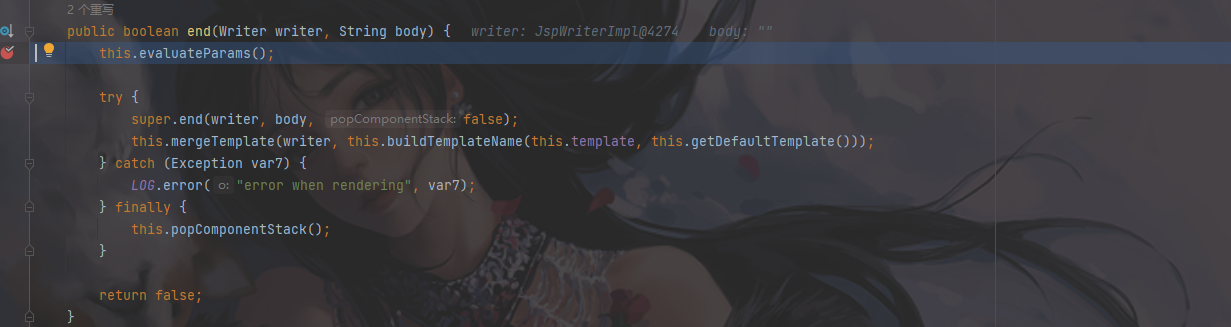 2 个重写
public boolean end(Writer writer, String body) {   writer: JspWriterImpl@4274    body: ""
    this.evaluateParams();
    try {
        super.end(writer, body, popComponentStack: false);
        this.mergeTemplate(writer, this.buildTemplateName(this.template, this.getDefaultTemplate()));
    } catch (Exception var7) {
        LOG.error( o: "error when rendering", var7);
    } finally {
        this.popComponentStack();
    }
    return false;
}